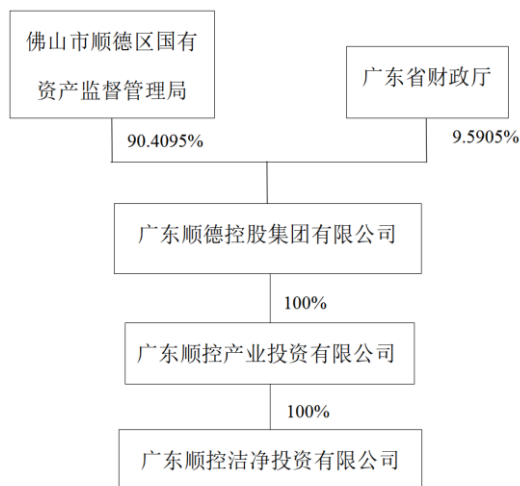 佛山市顺德区国有
资产监督管理局
广东省财政厅
90.4095%
9.5905%
广东顺德控股集团有限公司
100%
广东顺控产业投资有限公司
100%
广东顺控洁净投资有限公司